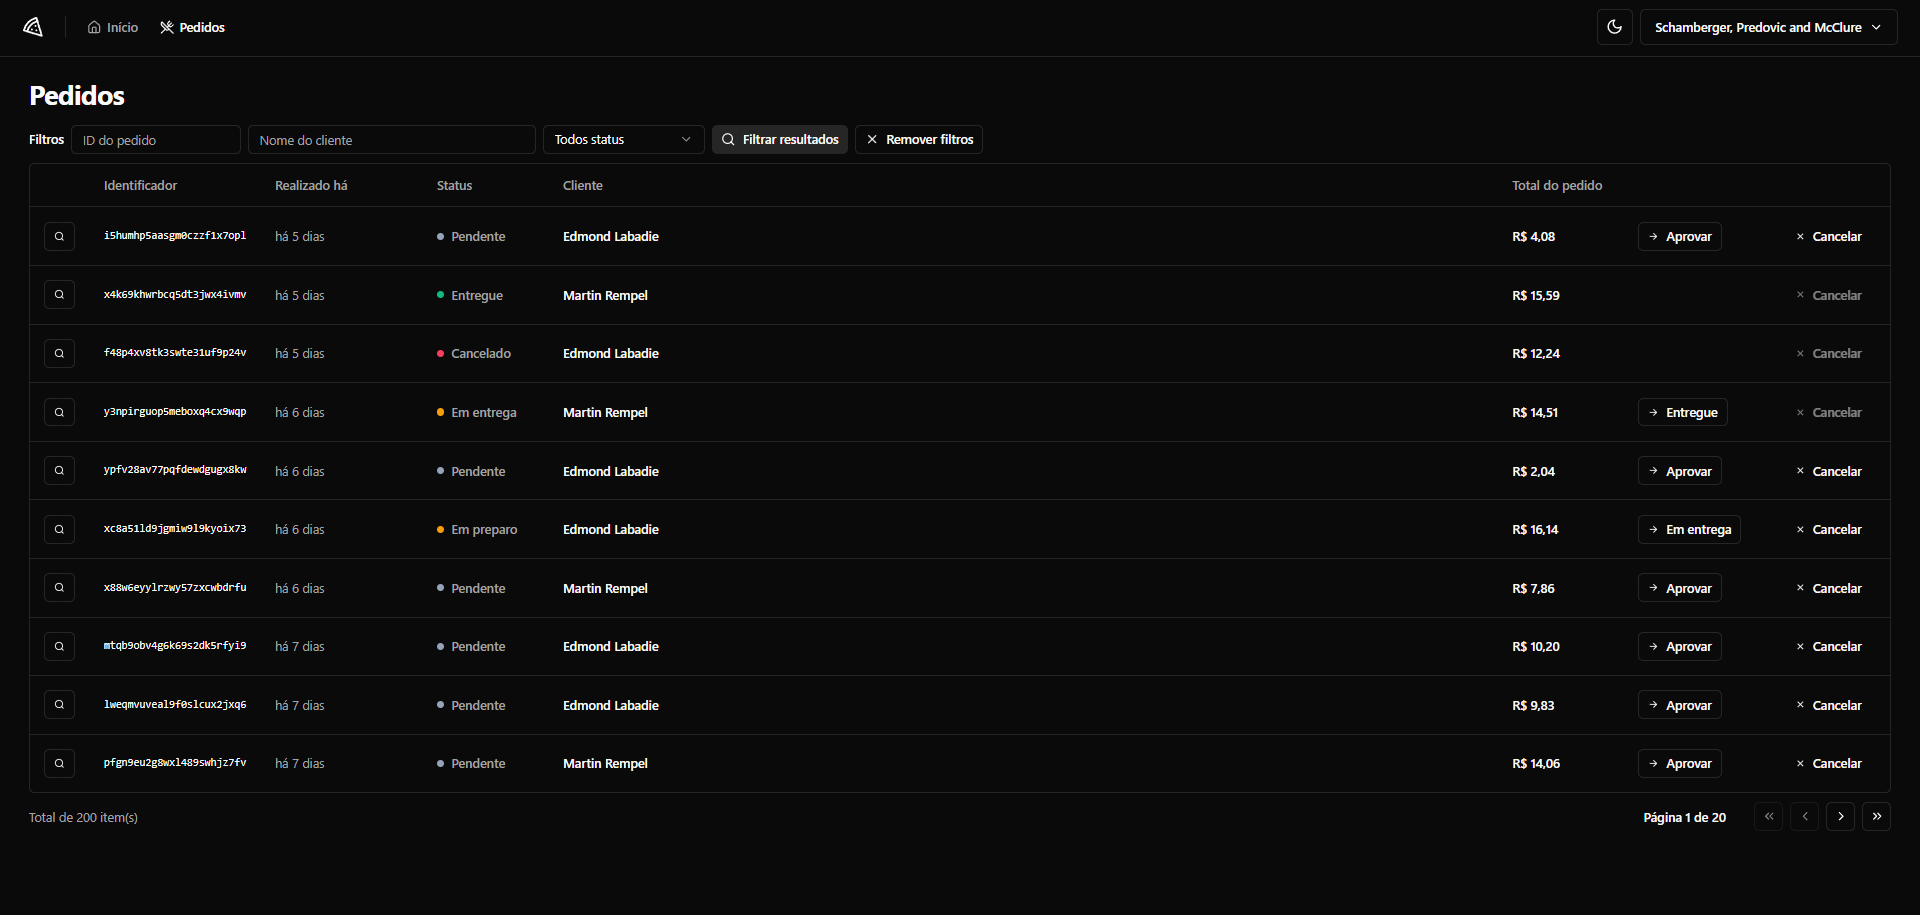 Início Pedidos Schamberger, Predovic and McClure
Pedidos
Filtros ID do pedido Nome do cliente Todos status Filtrar resultados Remover filtros
Identificador Realizado há Status Cliente Total do pedido
i5humhp5aasgm0czzf1x7opl há 5 dias Pendente Edmond Labadie R$ 4,08 Aprovar Cancelar
x4k69khwrbcq5dt3jwx4ivmv há 5 dias Entregue Martin Rempel R$ 15,59 Cancelar
f48p4xv8tk3swte31uf9p24v há 5 dias Cancelado Edmond Labadie R$ 12,24 Cancelar
y3npirguop5meboxq4cx9wqp há 6 dias Em entrega Martin Rempel R$ 14,51 Entregue Cancelar
ypfv28av77pqfdewdgugx8kw há 6 dias Pendente Edmond Labadie R$ 2,04 Aprovar Cancelar
xc8a51ld9jgmiw9l9kyoix73 há 6 dias Em preparo Edmond Labadie R$ 16,14 Em entrega Cancelar
x88w6eyylrzwy57zxcwbdrfu há 6 dias Pendente Martin Rempel R$ 7,86 Aprovar Cancelar
mtqb9obv4g6k69s2dk5rfyi9 há 7 dias Pendente Edmond Labadie R$ 10,20 Aprovar Cancelar
lweqmvuveal9f0slcux2jxq6 há 7 dias Pendente Edmond Labadie R$ 9,83 Aprovar Cancelar
pfgn9eu2g8wxl489swhjz7fv há 7 dias Pendente Martin Rempel R$ 14,06 Aprovar Cancelar
Total de 200 item(s) Página 1 de 20